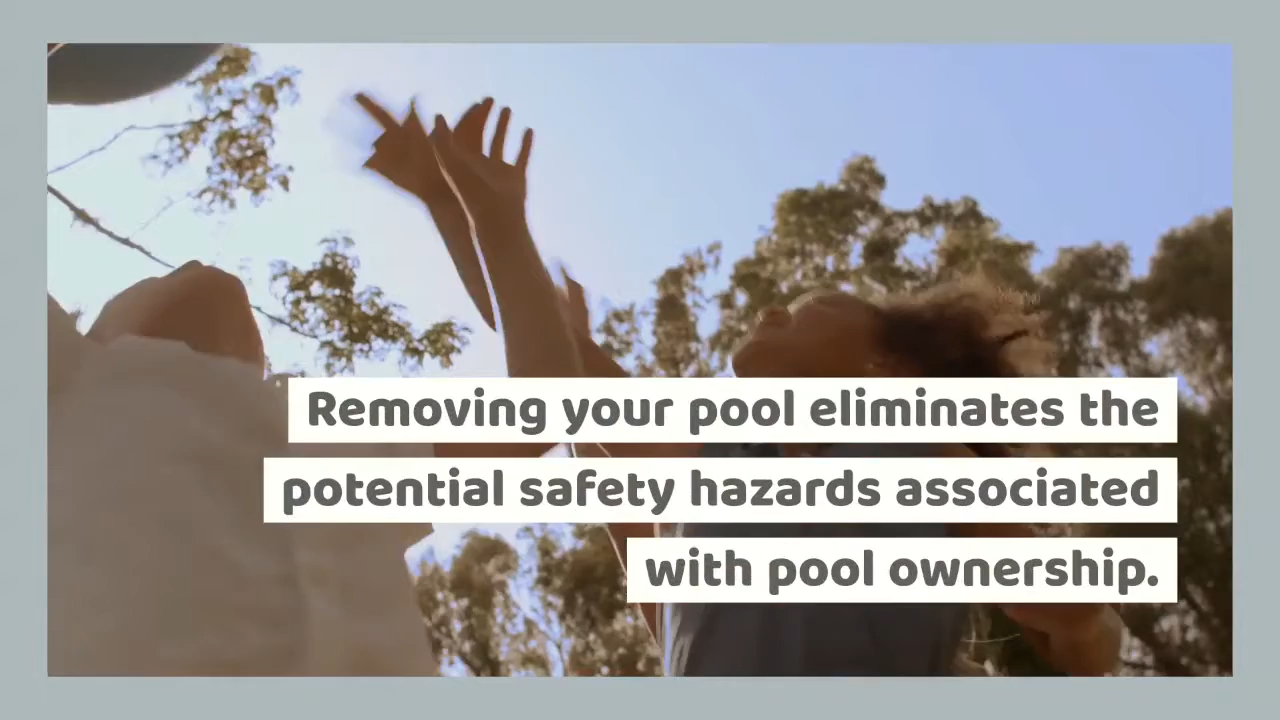 Removing your pool eliminates the
potential safety hazards associated
with pool ownership.